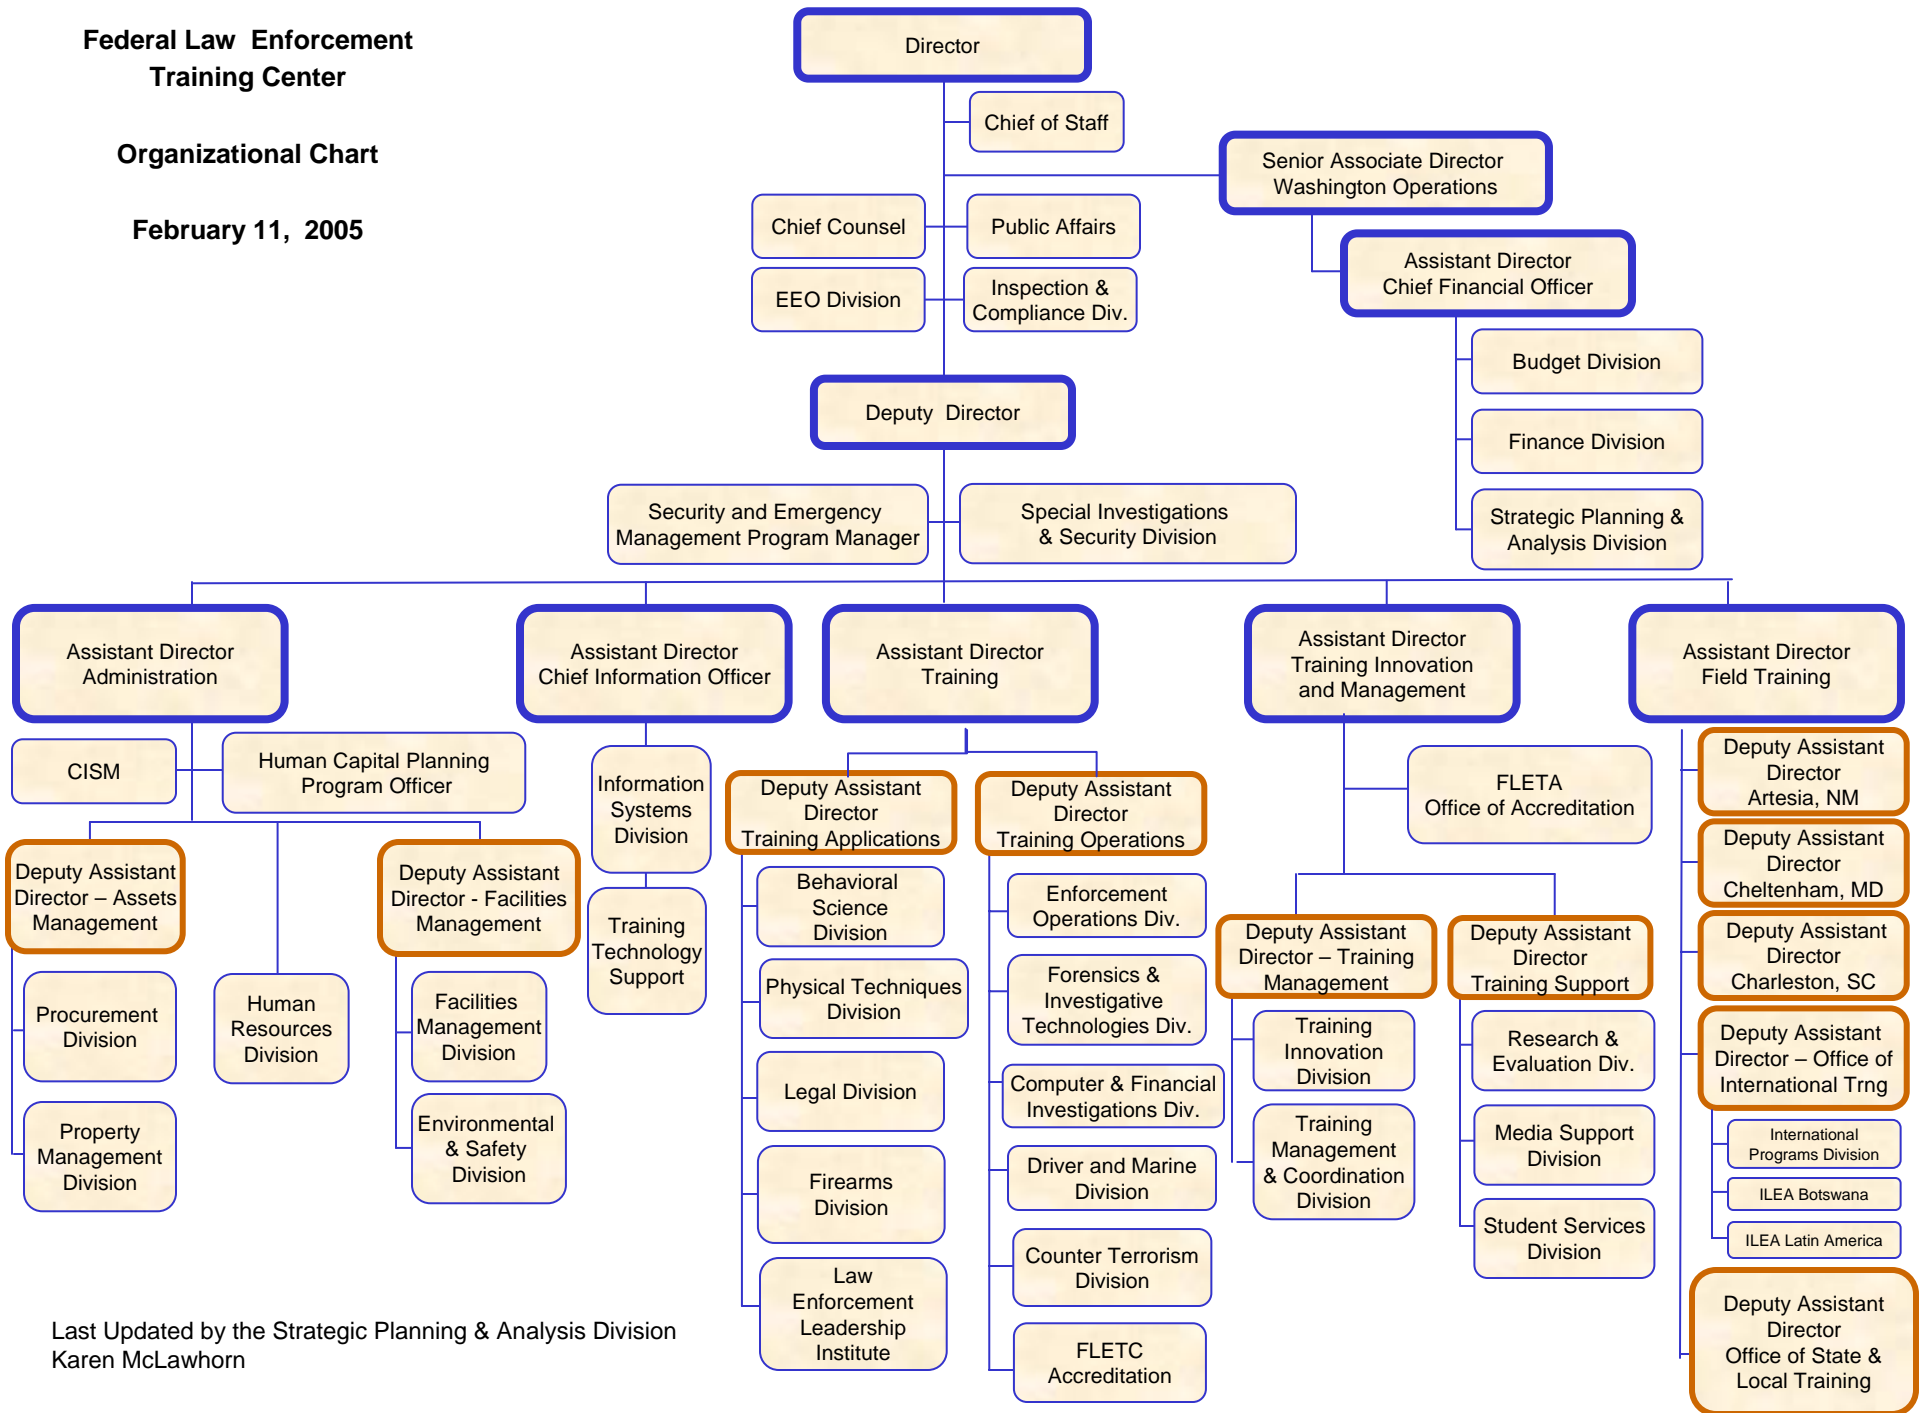 Federal Law Enforcement
Training Center
Organizational Chart
February 11, 2005
Director
Chief of Staff
Senior Associate Director
Washington Operations
Chief Counsel
Public Affairs
Assistant Director
Chief Financial Officer
EEO Division
Inspection &
Compliance Div.
Budget Division
Deputy Director
Finance Division
Security and Emergency
Management Program Manager
Special Investigations
& Security Division
Strategic Planning &
Analysis Division
Assistant Director
Administration
Assistant Director
Chief Information Officer
Assistant Director
Training
Assistant Director
Training Innovation
and Management
Assistant Director
Field Training
CISM
Human Capital Planning
Program Officer
Deputy Assistant
Director – Assets
Management
Procurement
Division
Property
Management
Division
Human
Resources
Division
Deputy Assistant
Director - Facilities
Management
Facilities
Management
Division
Environmental
& Safety
Division
Information
Systems
Division
Training
Technology
Support
Deputy Assistant
Director
Training Applications
Behavioral
Science
Division
Physical Techniques
Division
Legal Division
Firearms
Division
Law
Enforcement
Leadership
Institute
Deputy Assistant
Director
Training Operations
Enforcement
Operations Div.
Forensics &
Investigative
Technologies Div.
Computer & Financial
Investigations Div.
Driver and Marine
Division
Counter Terrorism
Division
FLETC
Accreditation
FLETA
Office of Accreditation
Deputy Assistant
Director – Training
Management
Training
Innovation
Division
Training
Management
& Coordination
Division
Deputy Assistant
Director
Training Support
Research &
Evaluation Div.
Media Support
Division
Student Services
Division
Deputy Assistant
Director
Artesia, NM
Deputy Assistant
Director
Cheltenham, MD
Deputy Assistant
Director
Charleston, SC
Deputy Assistant
Director – Office of
International Trng
International
Programs Division
ILEA Botswana
ILEA Latin America
Deputy Assistant
Director
Office of State &
Local Training
Last Updated by the Strategic Planning & Analysis Division
Karen McLawhorn